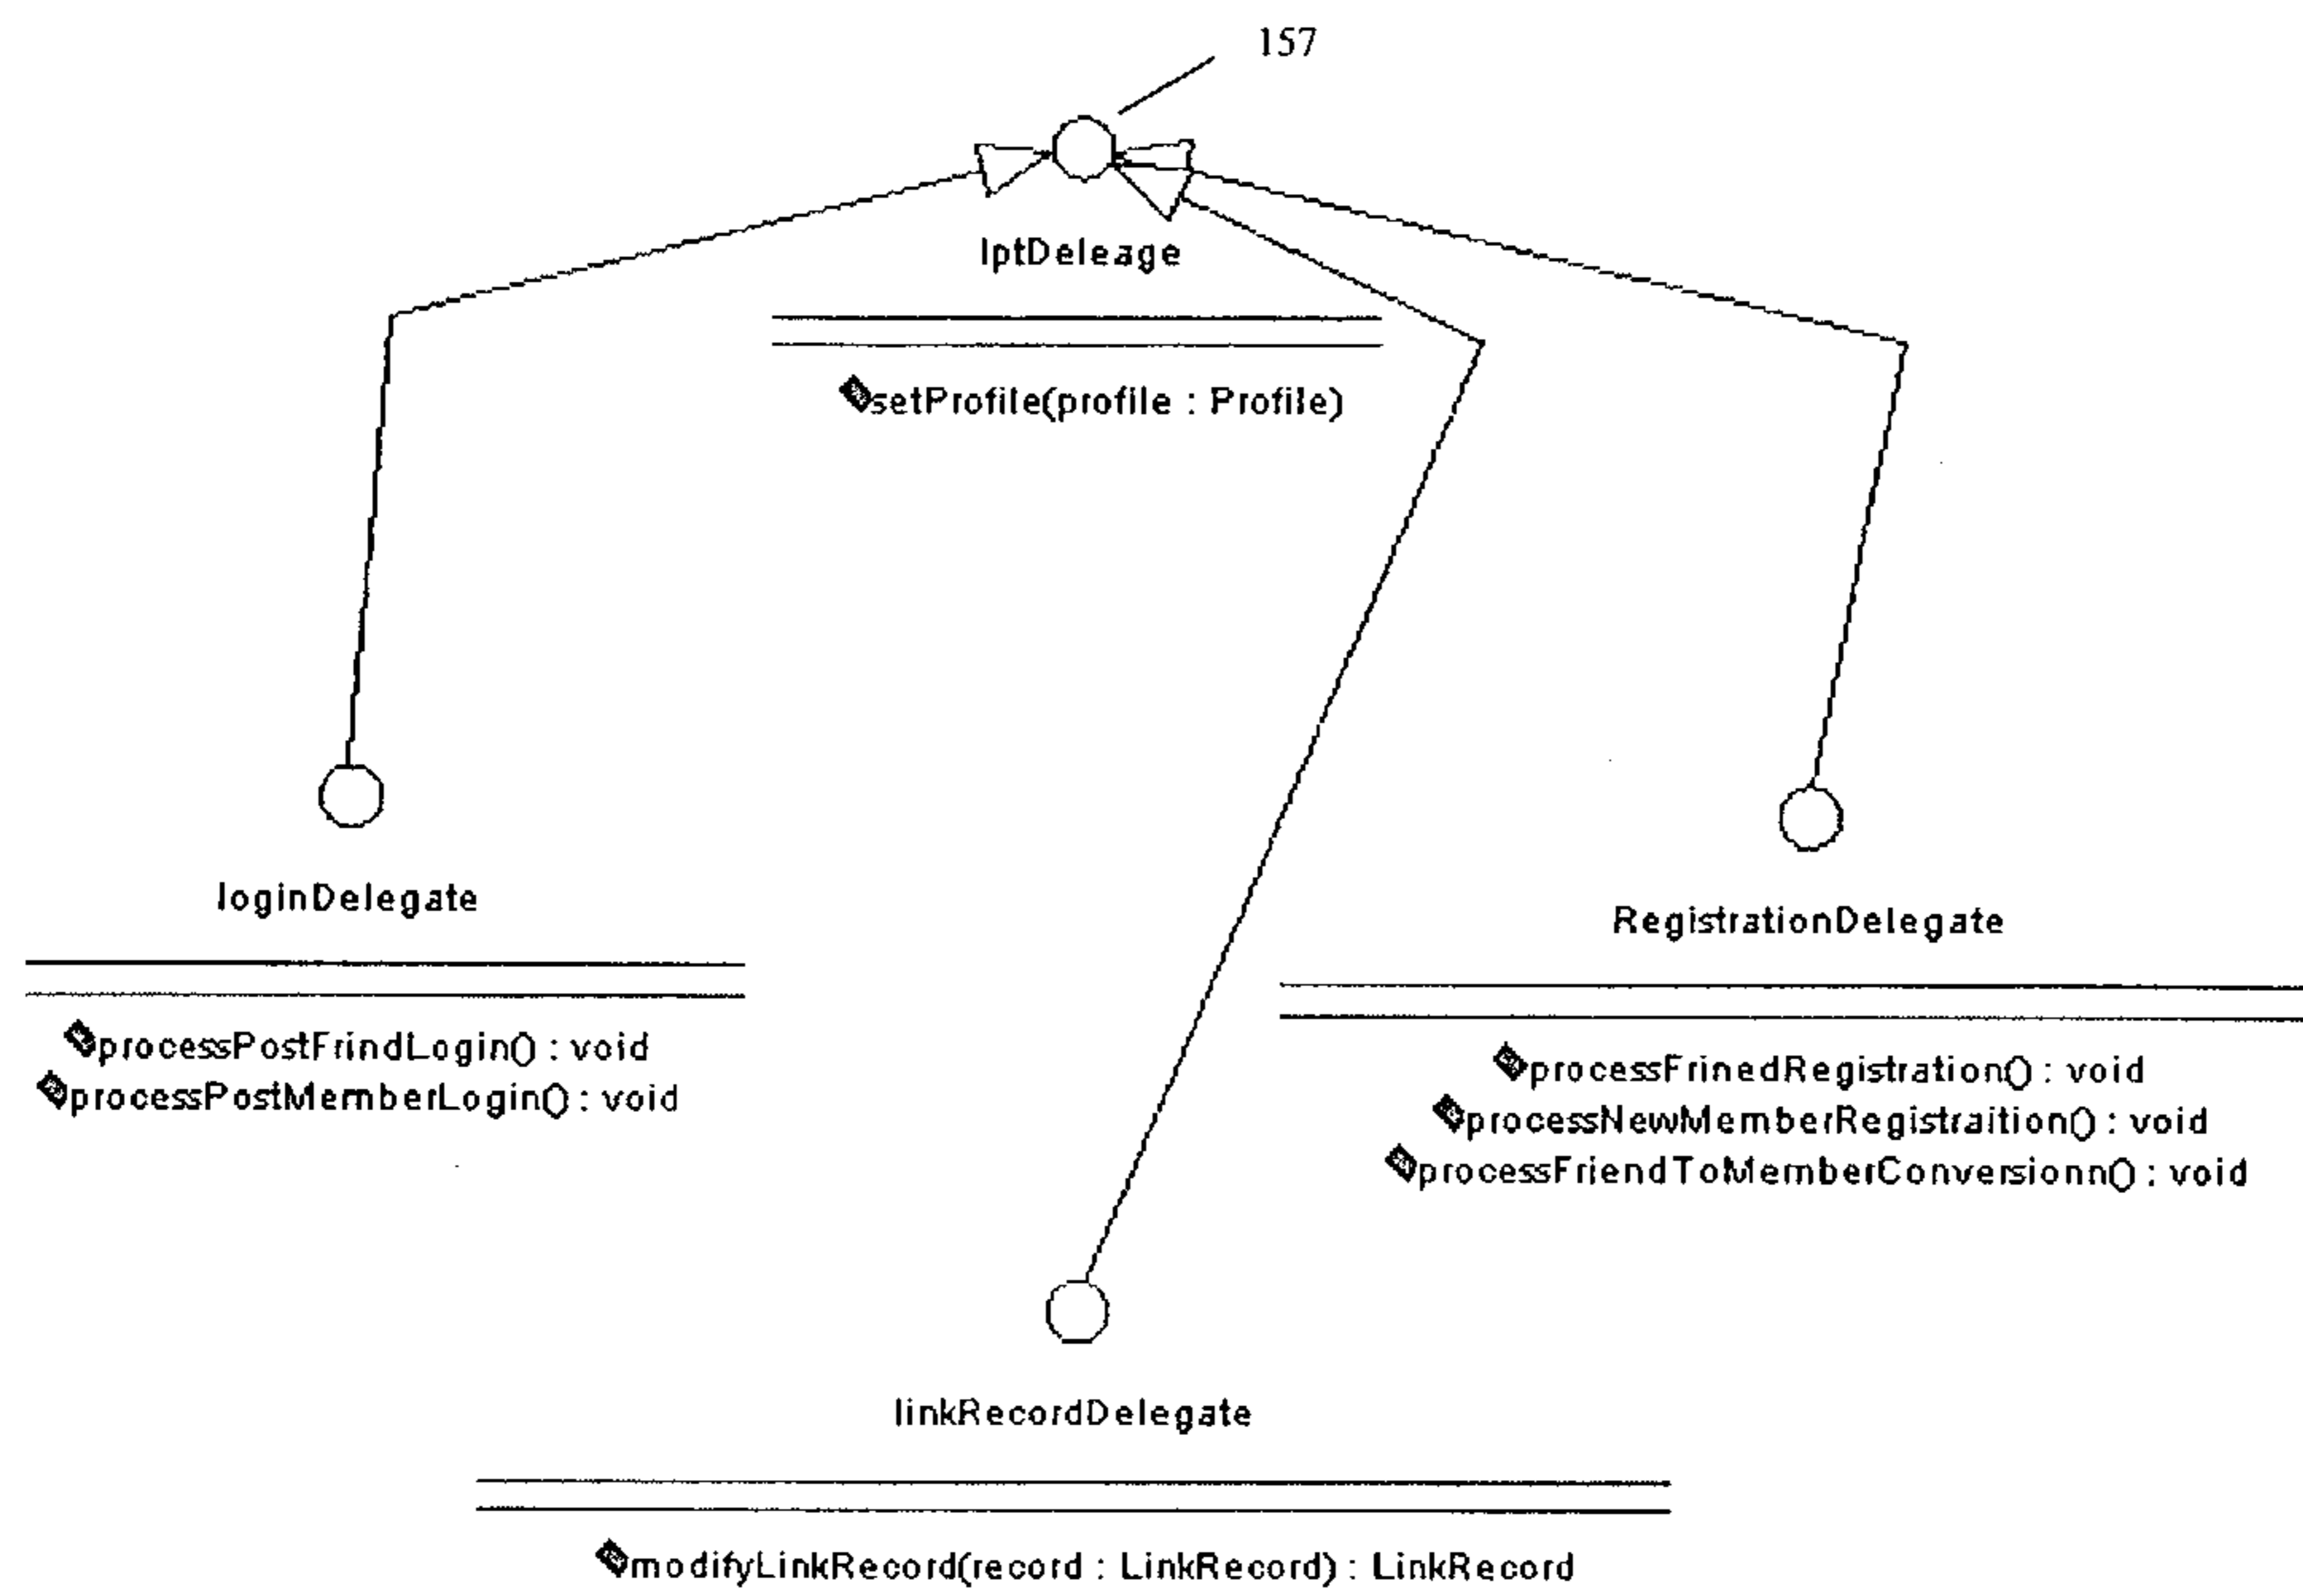 157
lptDeleage
setProfile(profile : Profile)
loginDelegate
processPostFrindLogin() : void
processPostMemberLogin() : void
RegistrationDelegate
processFrinedRegistration() : void
processNewMemberRegistraition() : void
processFriendToMemberConversionn() : void
linkRecordDelegate
modifyLinkRecord(record : LinkRecord) : LinkRecord